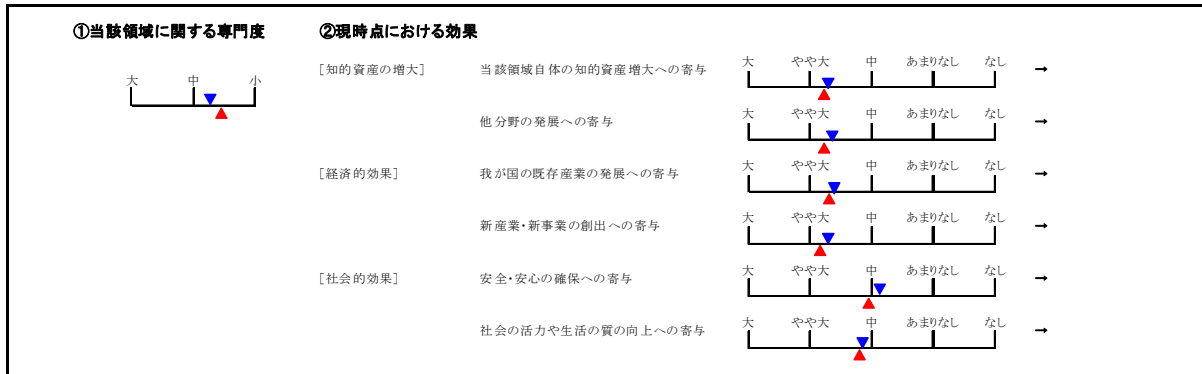 ①当該領域に関する専門度 ②現時点における効果
大 中 小
[知的資産の増大] 当該領域自体の知的資産増大への寄与 大 やや大 中 あまりなし なし →
他分野の発展への寄与 大 やや大 中 あまりなし なし →
[経済的効果] 我が国の既存産業の発展への寄与 大 やや大 中 あまりなし なし →
新産業・新事業の創出への寄与 大 やや大 中 あまりなし なし →
[社会的効果] 安全・安心の確保への寄与 大 やや大 中 あまりなし なし →
社会の活力や生活の質の向上への寄与 大 やや大 中 あまりなし なし →